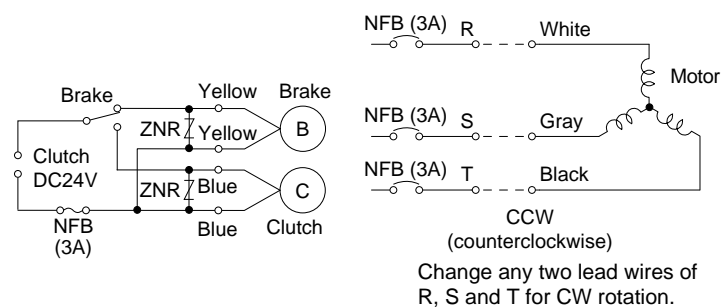 Brake
Clutch
DC24V
NFB
(3A)
Yellow
ZNR
Yellow
ZNR
Blue
Blue
Brake
B
C
Clutch
NFB (3A)
R
White
Motor
NFB (3A)
S
Gray
NFB (3A)
T
Black
CCW
(counterclockwise)
Change any two lead wires of
R, S and T for CW rotation.